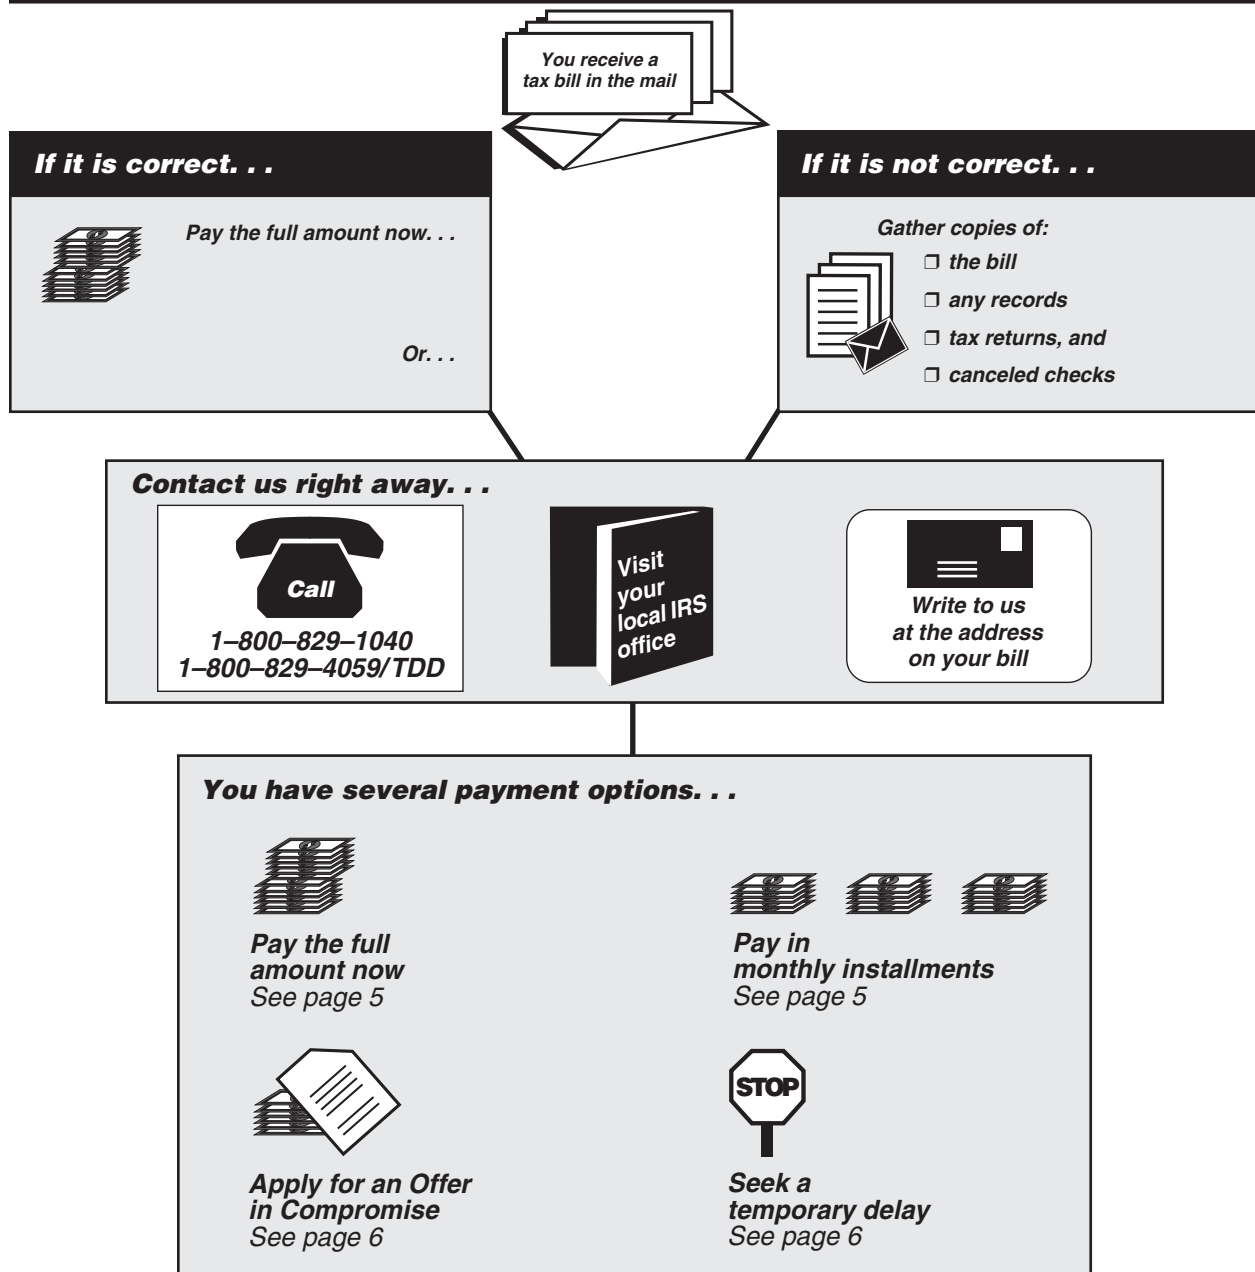 You receive a
tax bill in the mail
If it is correct. . .
Pay the full amount now. . .
Or. . .
If it is not correct. . .
Gather copies of:
❐ the bill
❐ any records
❐ tax returns, and
❐ canceled checks
Contact us right away. . .
Call
1–800–829–1040
1–800–829–4059/TDD
Visit
your
local IRS
office
Write to us
at the address
on your bill
You have several payment options. . .
Pay the full
amount now
See page 5
Pay in
monthly installments
See page 5
Apply for an Offer
in Compromise
See page 6
STOP
Seek a
temporary delay
See page 6